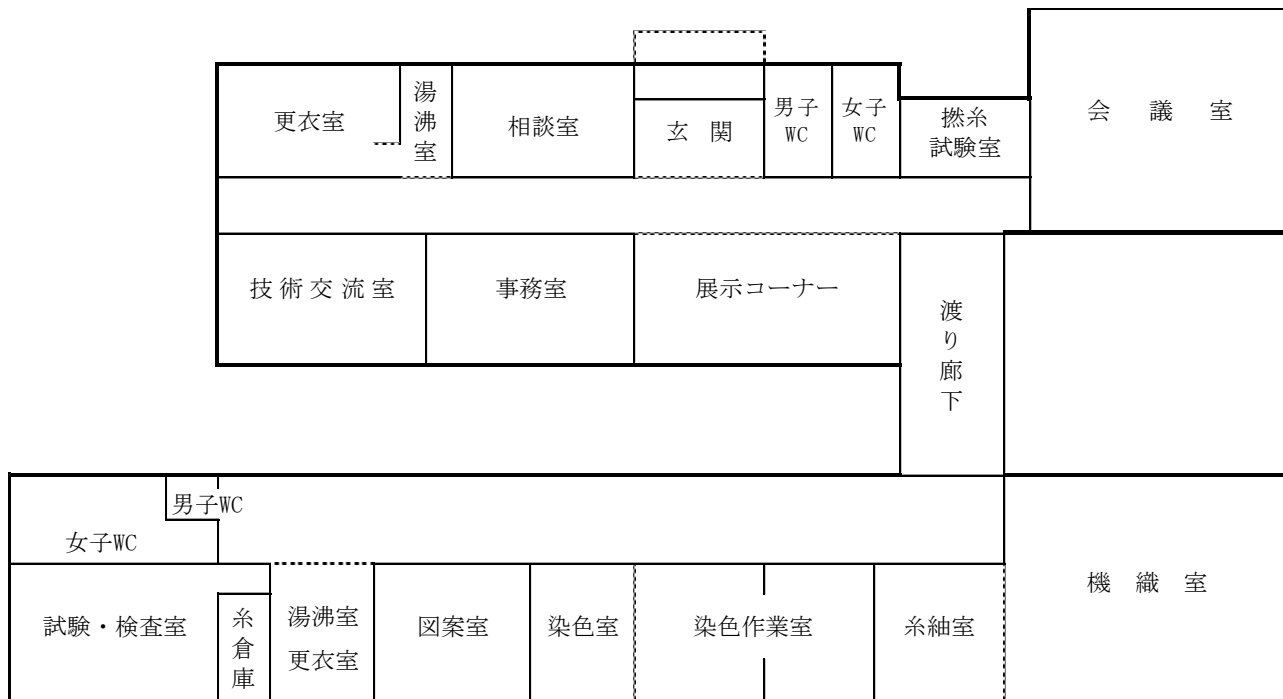 更衣室
湯沸室
相談室
玄　関
男子
WC
女子
WC
撚糸
試験室
会　議　室
技術交流室
事務室
展示コーナー
渡り廊下
男子WC
女子WC
試験・検査室
糸倉庫
湯沸室
更衣室
図案室
染色室
染色作業室
糸紬室
機　織　室